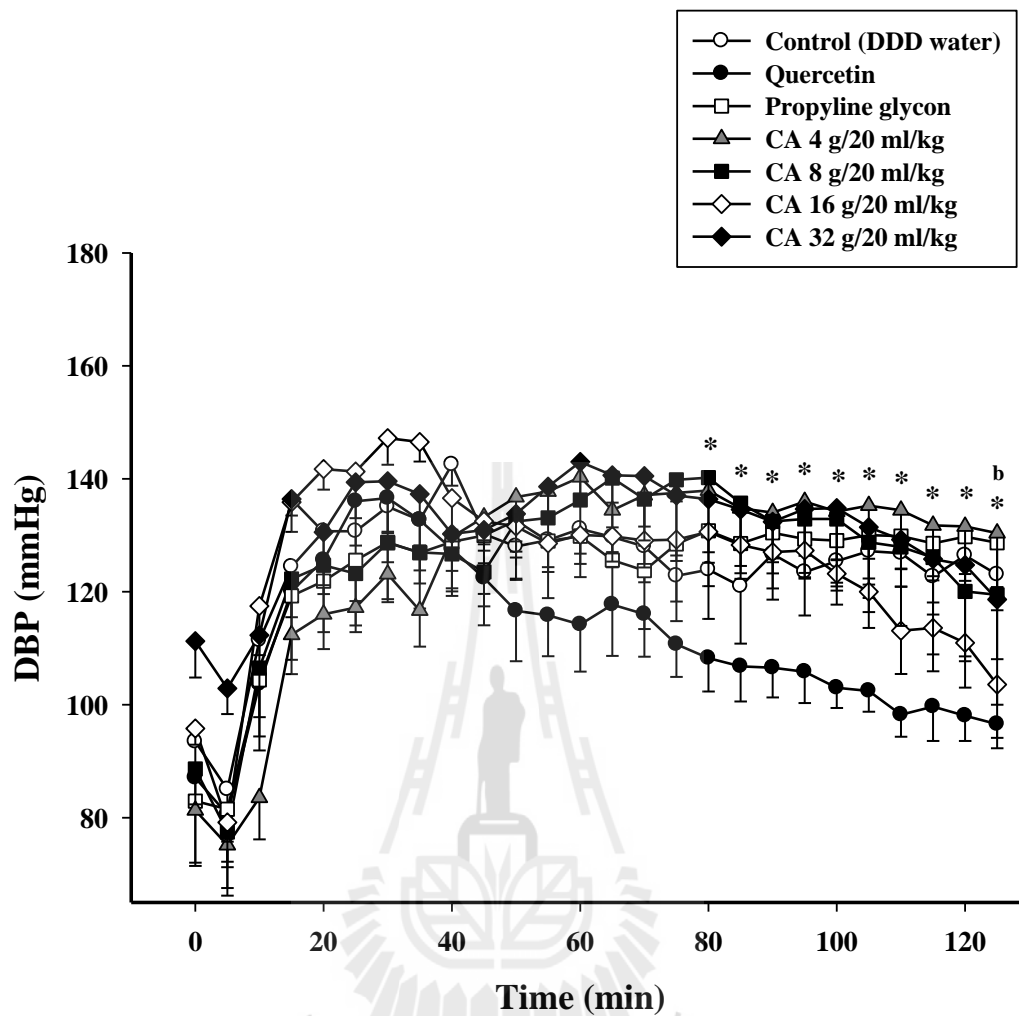 Control (DDD water)
Quercetin
Propyline glycon
CA 4 g/20 ml/kg
CA 8 g/20 ml/kg
CA 16 g/20 ml/kg
CA 32 g/20 ml/kg
180
160
140
120
100
80
DBP (mmHg)
* * * * * * * * * *
b
0 20 40 60 80 100 120
Time (min)